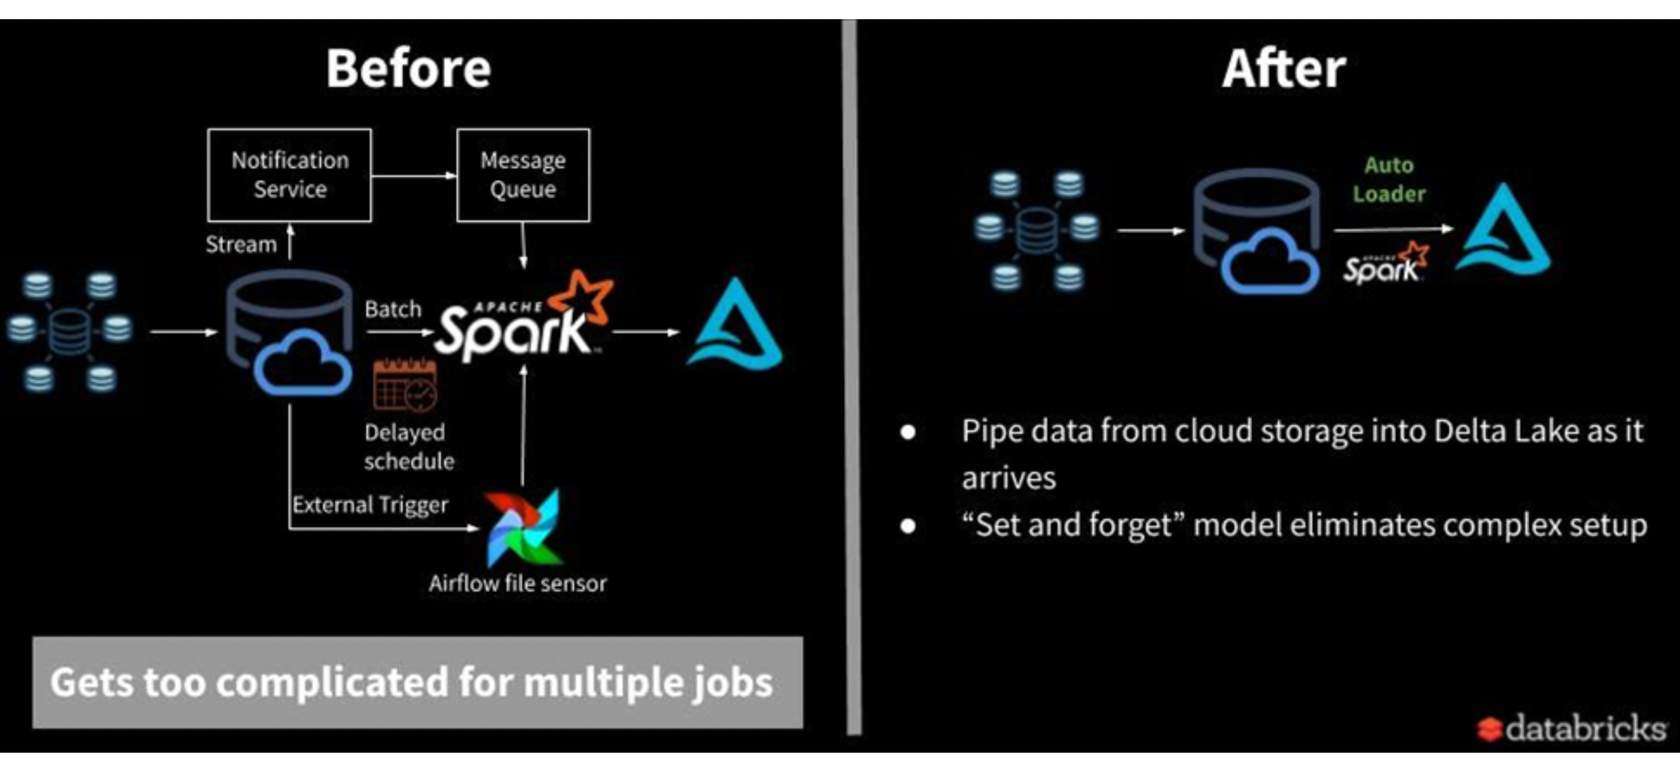 Before
Notification
Service
Message
Queue
Stream
Batch
APACHE
Spark
Delayed
schedule
External Trigger
Airflow file sensor
Gets too complicated for multiple jobs
After
Auto
Loader
APACHE
Spark
● Pipe data from cloud storage into Delta Lake as it
arrives
● “Set and forget” model eliminates complex setup
databricks